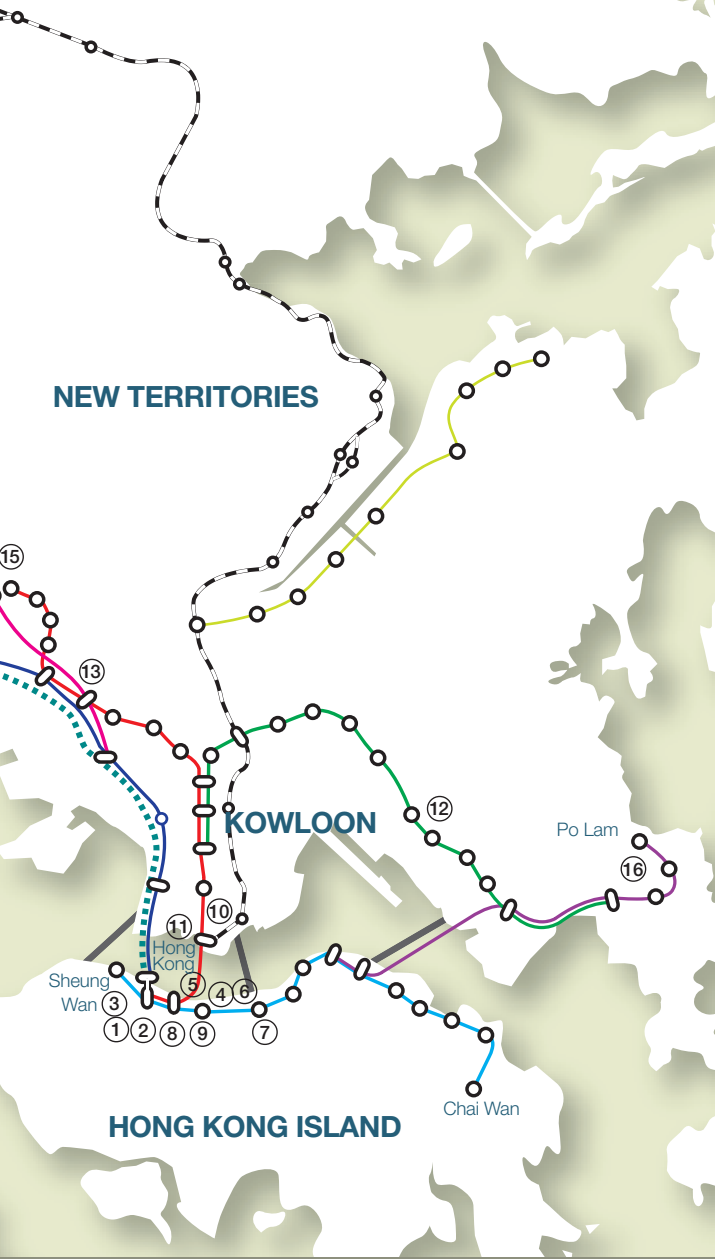 NEW TERRITORIES
15
13
KOWLOON
12
Po Lam
16
10
11
Hong
Kong
Sheung
Wan
3
5
4
6
1
2
8
9
7
Chai Wan
HONG KONG ISLAND